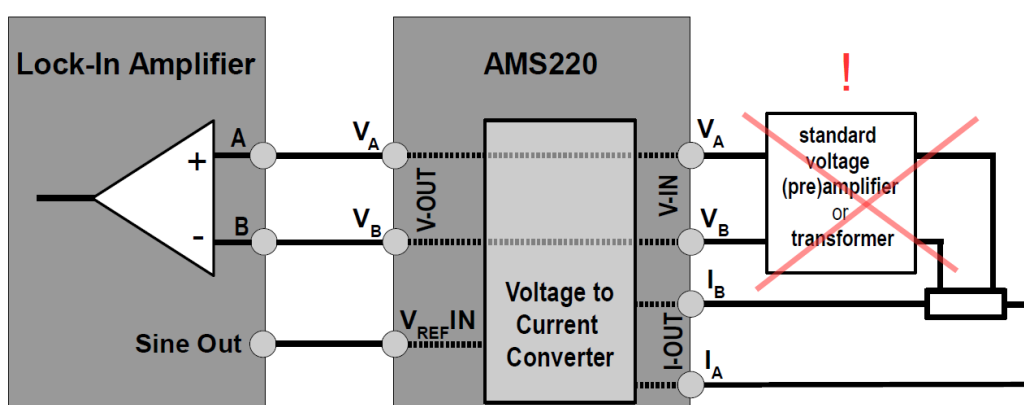 Lock-In Amplifier
A
+
B
-
Sine Out
AMS220
V_A
V_B
V-OUT
V_REF IN
Voltage to
Current
Converter
V-IN
I-OUT
V_A
V_B
I_B
I_A
!
standard
voltage
(pre)amplifier
or
transformer